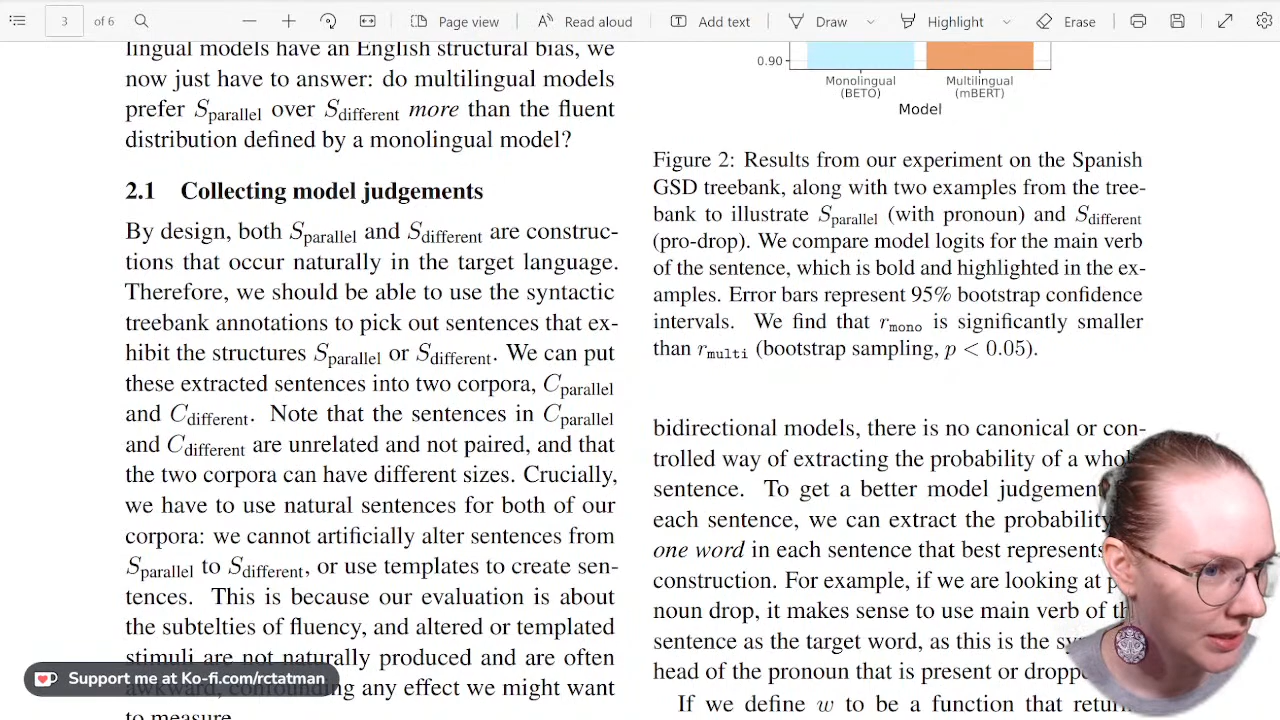 3 of 6 Page view Read aloud Add text Draw Highlight Erase
lingual models have an English structural bias, we
now just have to answer: do multilingual models
prefer Sparallel over Sdifferent more than the fluent
distribution defined by a monolingual model?
2.1 Collecting model judgements
By design, both Sparallel and Sdifferent are construc-
tions that occur naturally in the target language.
Therefore, we should be able to use the syntactic
treebank annotations to pick out sentences that ex-
hibit the structures Sparallel or Sdifferent. We can put
these extracted sentences into two corpora, Cparallel
and Cdifferent. Note that the sentences in Cparallel
and Cdifferent are unrelated and not paired, and that
the two corpora can have different sizes. Crucially,
we have to use natural sentences for both of our
corpora: we cannot artificially alter sentences from
Sparallel to Sdifferent, or use templates to create sen-
tences. This is because our evaluation is about
the subtelties of fluency, and altered or templated
stimuli are not naturally produced and are often
confounding any effect we might want
to measure.
0.90
Monolingual
(BETO)
Multilingual
(mBERT)
Model
Figure 2: Results from our experiment on the Spanish
GSD treebank, along with two examples from the tree-
bank to illustrate Sparallel (with pronoun) and Sdifferent
(pro-drop). We compare model logits for the main verb
of the sentence, which is bold and highlighted in the ex-
amples. Error bars represent 95% bootstrap confidence
intervals. We find that rmono is significantly smaller
than rmulti (bootstrap sampling, p < 0.05).
bidirectional models, there is no canonical or con-
trolled way of extracting the probability of a
sentence. To get a better model judgement
each sentence, we can extract the probability
one word in each sentence that best represents
construction. For example, if we are looking at
noun drop, it makes sense to use main verb of
sentence as the target word, as this is the
head of the pronoun that is present or
If we define w to be a function that
Support me at Ko-fi.com/rctatman